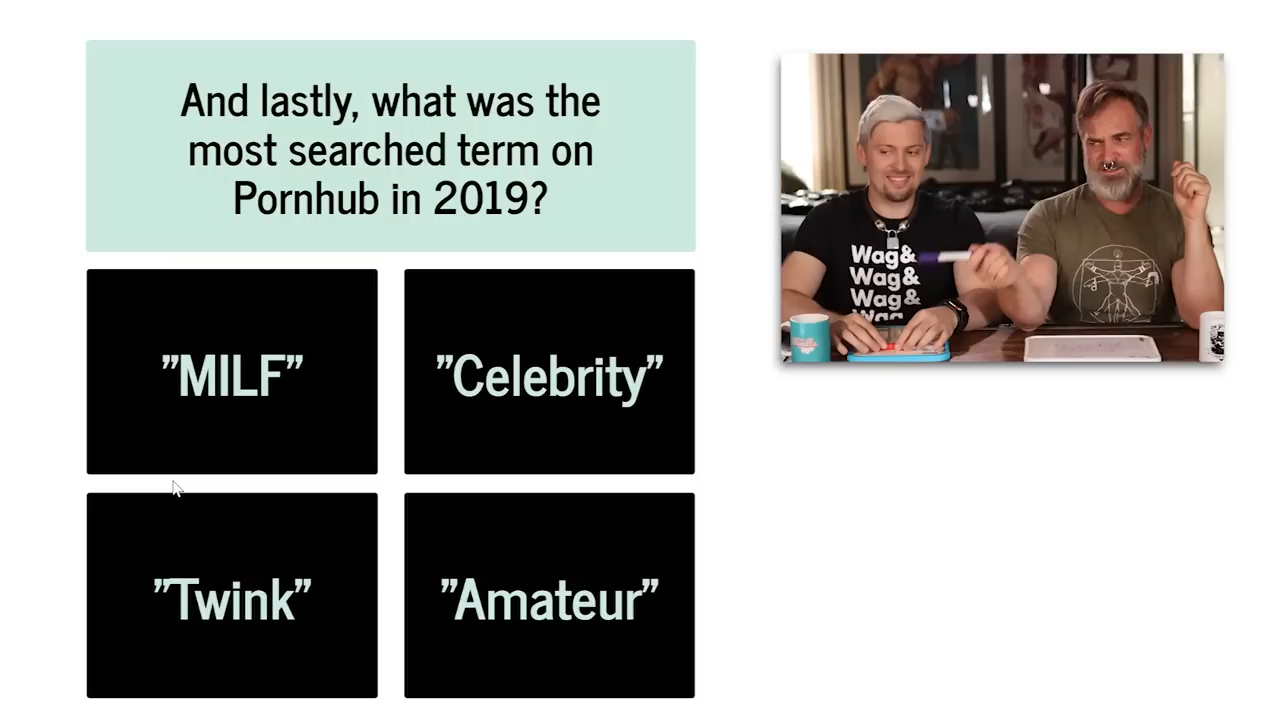 And lastly, what was the
most searched term on
Pornhub in 2019?
"MILF"
"Celebrity"
"Twink"
"Amateur"
Wag&
Wag&
Wag&
Wag